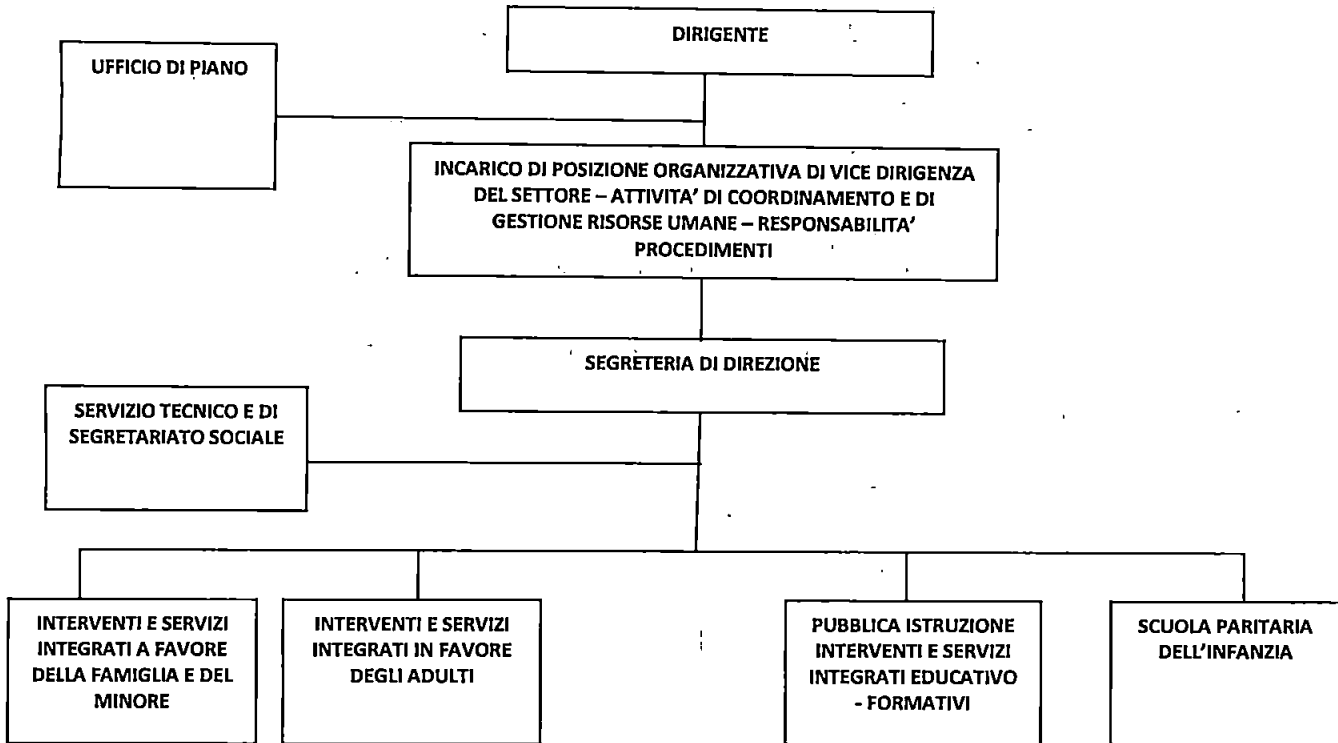 DIRIGENTE
UFFICIO DI PIANO
INCARICO DI POSIZIONE ORGANIZZATIVA DI VICE DIRIGENZA
DEL SETTORE – ATTIVITA’ DI COORDINAMENTO E DI
GESTIONE RISORSE UMANE – RESPONSABILITA’
PROCEDIMENTI
SEGRETERIA DI DIREZIONE
SERVIZIO TECNICO E DI
SEGRETARIATO SOCIALE
INTERVENTI E SERVIZI
INTEGRATI A FAVORE
DELLA FAMIGLIA E DEL
MINORE
INTERVENTI E SERVIZI
INTEGRATI IN FAVORE
DEGLI ADULTI
PUBBLICA ISTRUZIONE
INTERVENTI E SERVIZI
INTEGRATI EDUCATIVO
- FORMATIVI
SCUOLA PARITARIA
DELL’INFANZIA